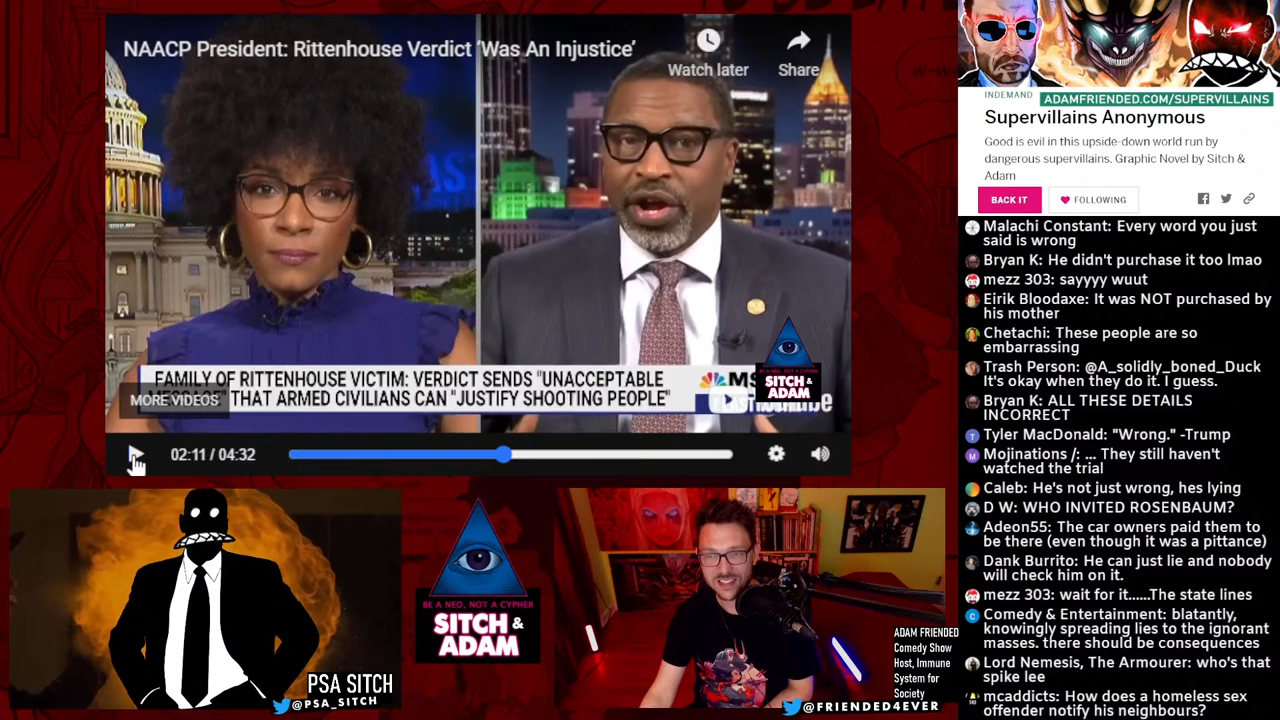 NAACP President: Rittenhouse Verdict 'Was An Injustice'
Watch later
Share
FAMILY OF RITTENHOUSE VICTIM: VERDICT SENDS "UNACCEPTABLE
THAT ARMED CIVILIANS CAN "JUSTIFY SHOOTING PEOPLE"
MORE VIDEOS
BE A NEO, NOT A CYPHER
SITCH &
ADAM
02:11 / 04:32
INDEMAND
ADAMFRIENDED.COM/SUPERVILLAINS
Supervillains Anonymous
Good is evil in this upside-down world run by
dangerous supervillains. Graphic Novel by Sitch &
Adam
BACK IT
FOLLOWING
Malachi Constant: Every word you just
said is wrong
Bryan K: He didn't purchase it too lmao
mezz 303: sayyyy wuut
Eirik Bloodaxe: It was NOT purchased by
his mother
Chetachi: These people are so
embarrassing
Trash Person: @A_solidly_boned_Duck
It's okay when they do it. I guess.
Bryan K: ALL THESE DETAILS
INCORRECT
Tyler MacDonald: "Wrong." -Trump
Mojinations /: ... They still haven't
watched the trial
Caleb: He's not just wrong, hes lying
D W: WHO INVITED ROSENBAUM?
Adeon55: The car owners paid them to
be there (even though it was a pittance)
Dank Burrito: He can just lie and nobody
will check him on it.
mezz 303: wait for it......The state lines
Comedy & Entertainment: blatantly,
knowingly spreading lies to the ignorant
masses. there should be consequences
Lord Nemesis, The Armourer: who's that
spike lee
mcaddicts: How does a homeless sex
offender notify his neighbours?
PSA SITCH
@PSA_SITCH
BE A NEO, NOT A CYPHER
SITCH &
ADAM
ADAM FRIENDED
Comedy Show
Host, Immune
System for
Society
@FRIENDED4EVER